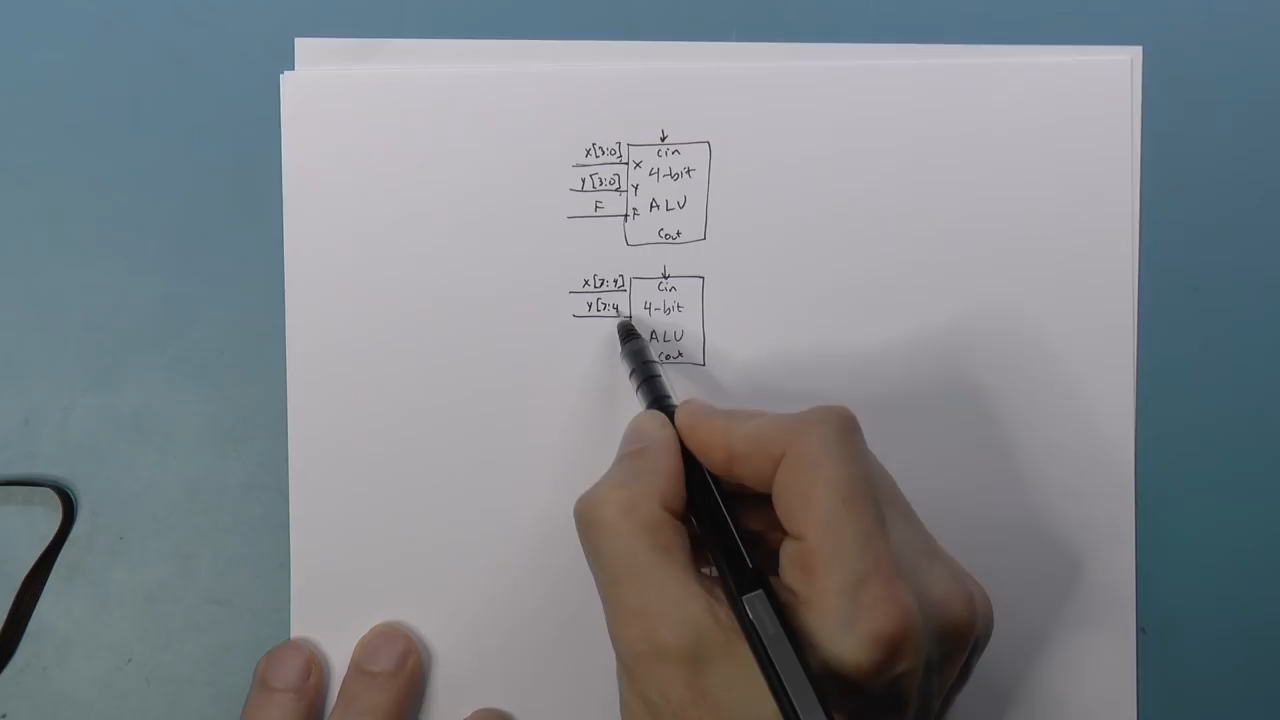 X[3:0] Cin
X
4-bit
Y[3:0] Y
F F ALU
Cout
X[7:4] Cin
Y[7:4 4-bit
ALU
Cout